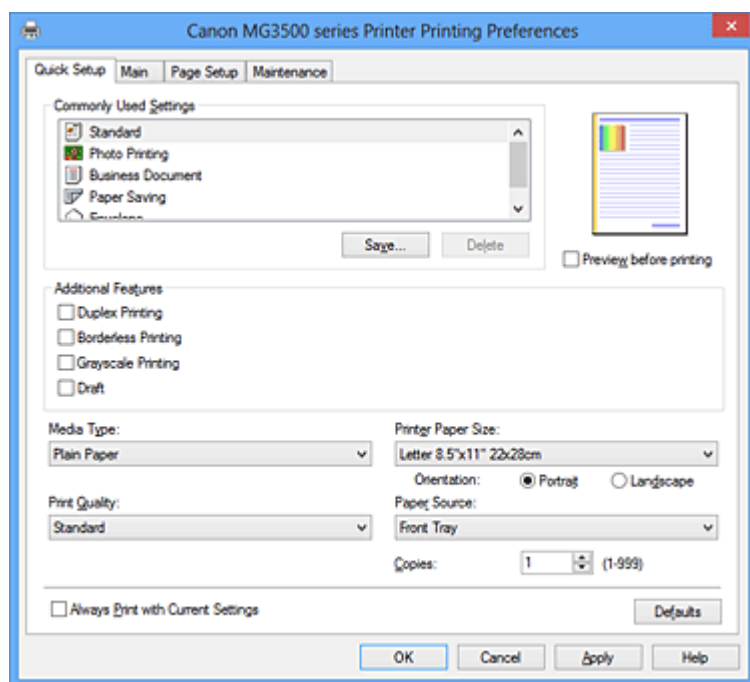 Canon MG3500 series Printer Printing Preferences
Quick Setup Main Page Setup Maintenance
Commonly Used Settings
Standard
Photo Printing
Business Document
Paper Saving
Envelope
Save... Delete
Preview before printing
Additional Features
Duplex Printing
Borderless Printing
Grayscale Printing
Draft
Media Type: Printer Paper Size:
Plain Paper Letter 8.5"x11" 22x28cm
Orientation: Portrait Landscape
Print Quality: Paper Source:
Standard Front Tray
Copies: 1 (1-999)
Always Print with Current Settings Defaults
OK Cancel Apply Help